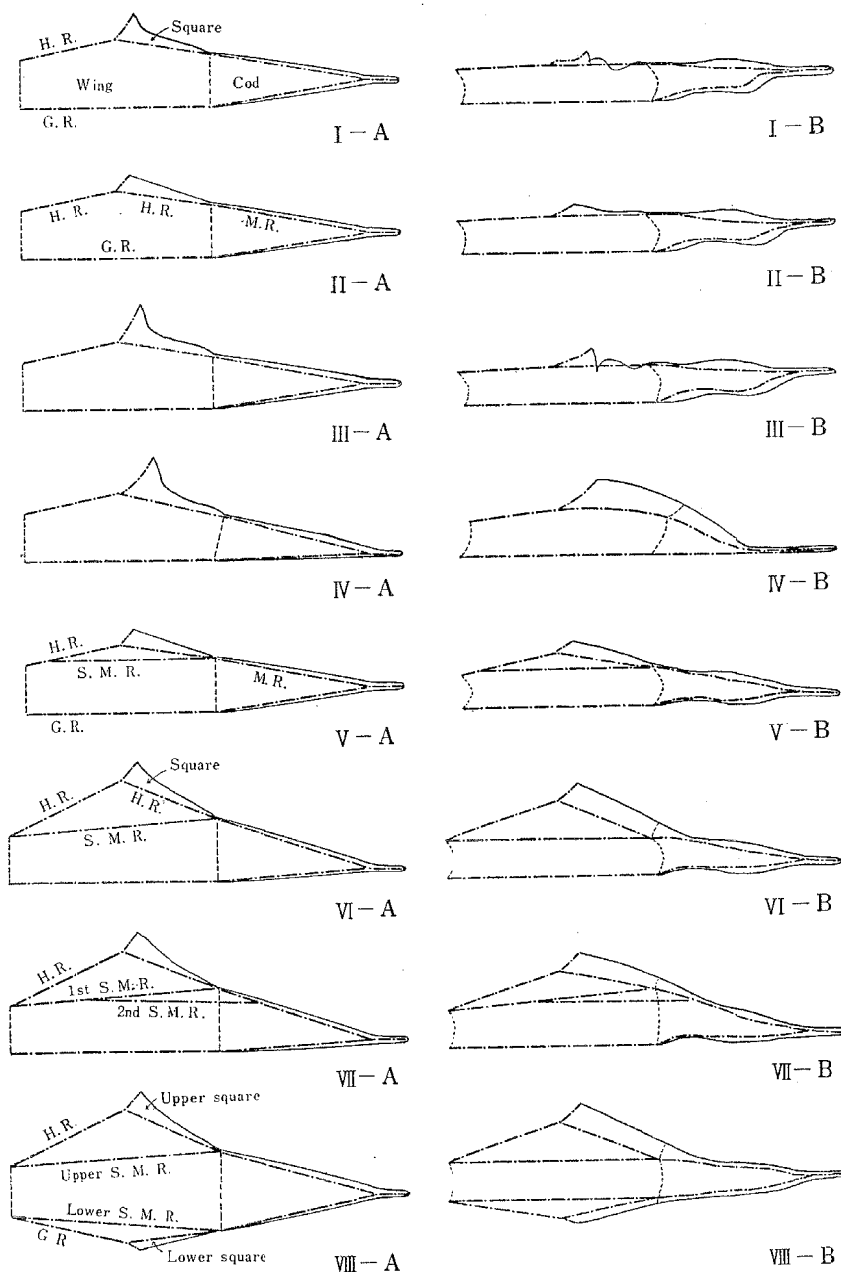 Square
H. R.
Wing
Cod
G. R.
I-A
I-B
H. R.
H. R.
M. R.
G. R.
II-A
II-B
III-A
III-B
IV-A
IV-B
H. R.
S. M. R.
M. R.
G. R.
V-A
V-B
Square
H. R.
H. R.
S. M. R.
VI-A
VI-B
H. R.
1st S. M. R.
2nd S. M. R.
VII-A
VII-B
Upper square
H. R.
Upper S. M. R.
Lower S. M. R.
G R
Lower square
VIII-A
VIII-B